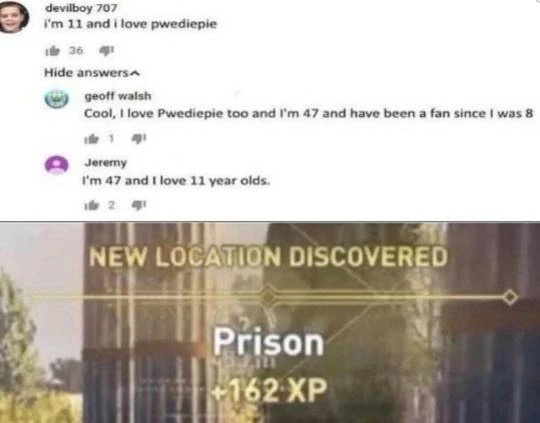 devilboy 707
i'm 11 and i love pwediepie
36
Hide answers
geoff walsh
Cool, I love Pwediepie too and I'm 47 and have been a fan since I was 8
1
Jeremy
I'm 47 and I love 11 year olds.
2
NEW LOCATION DISCOVERED
Prison
+162 XP